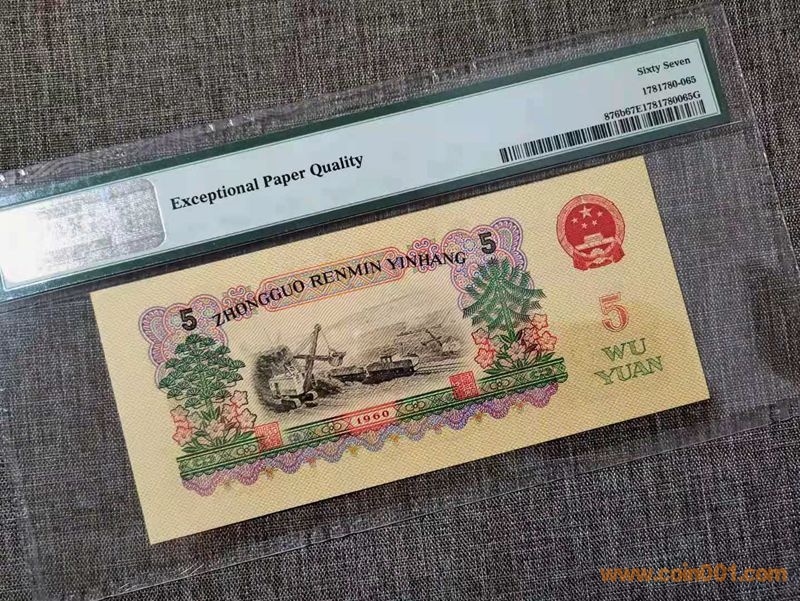 Sixty Seven
1781780-065
876b67E1781780065G
Exceptional Paper Quality
5
ZHONGGUO RENMIN YINHANG
5
5
WU
YUAN
1960
www.coin001.com